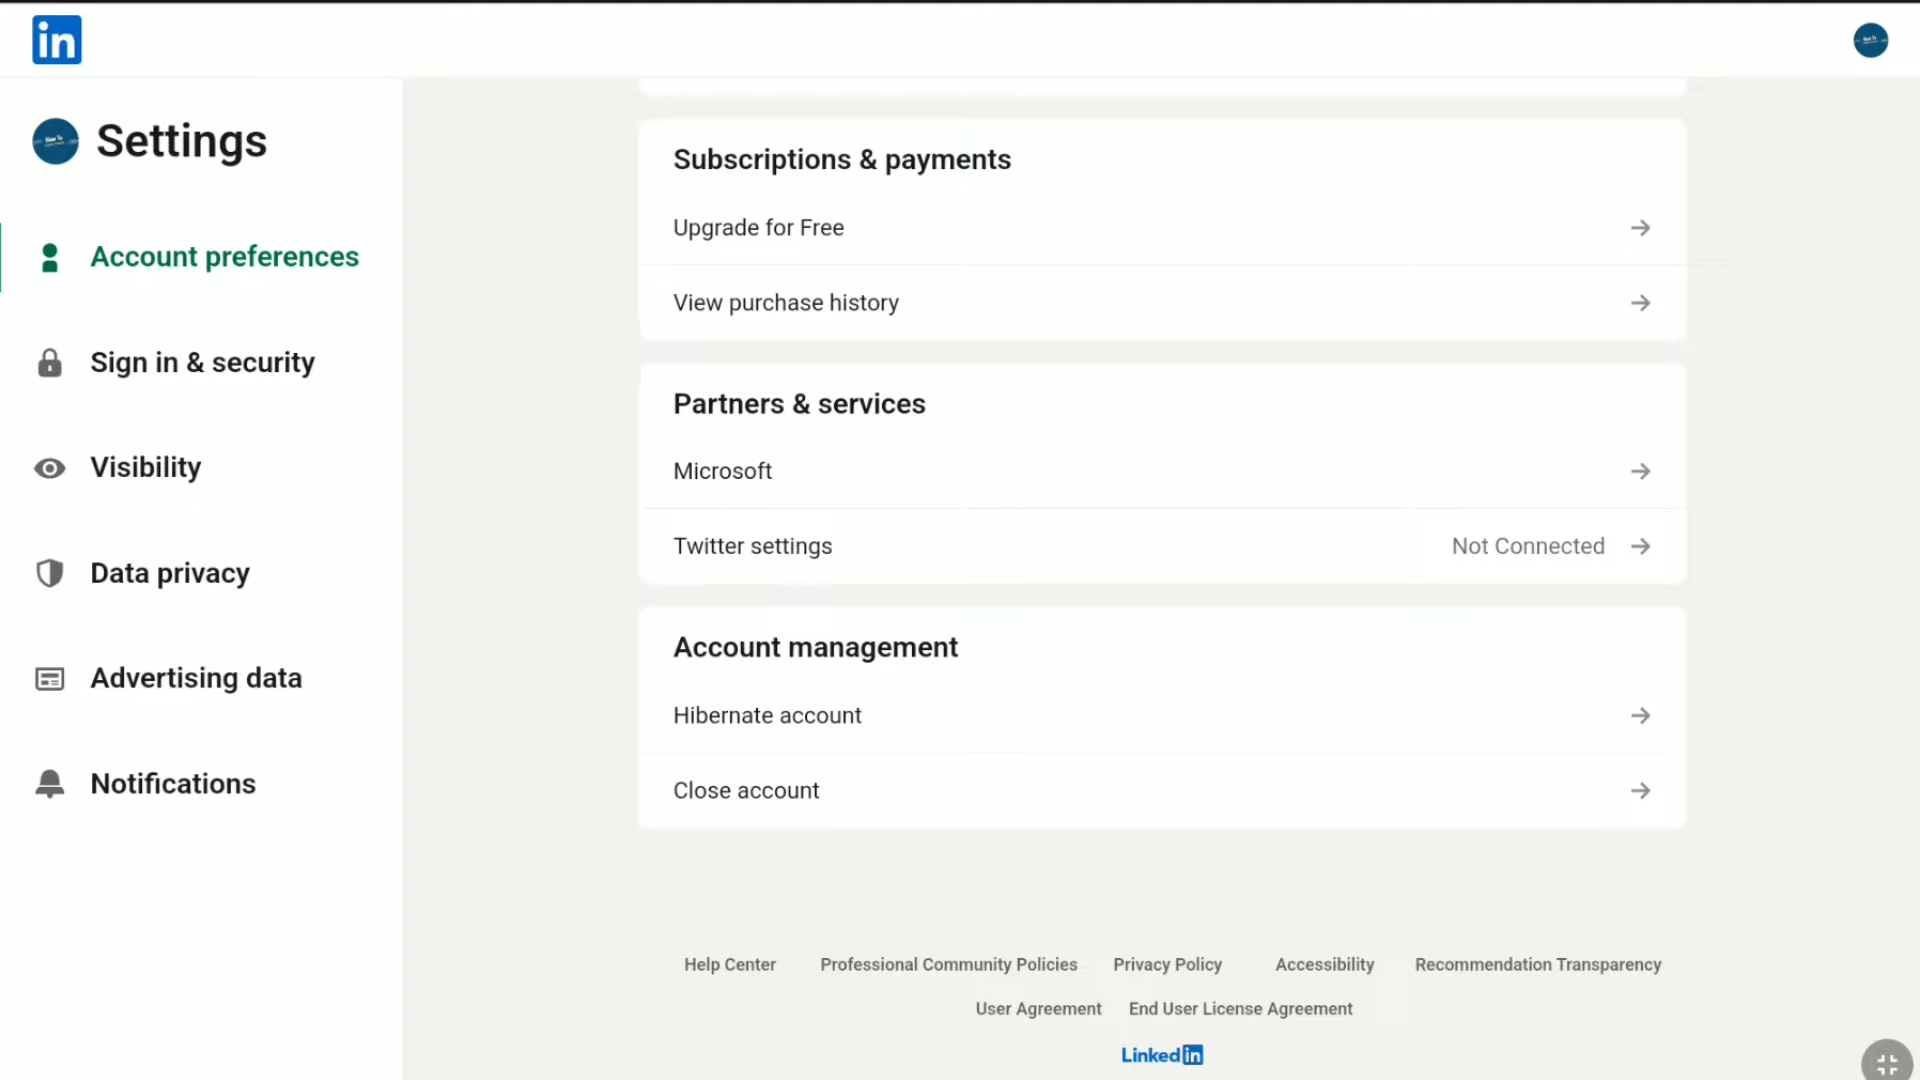 in
Settings
Account preferences
Sign in & security
Visibility
Data privacy
Advertising data
Notifications
Subscriptions & payments
Upgrade for Free
View purchase history
Partners & services
Microsoft
Twitter settings Not Connected
Account management
Hibernate account
Close account
Help Center Professional Community Policies Privacy Policy Accessibility Recommendation Transparency
User Agreement End User License Agreement
Linkedin